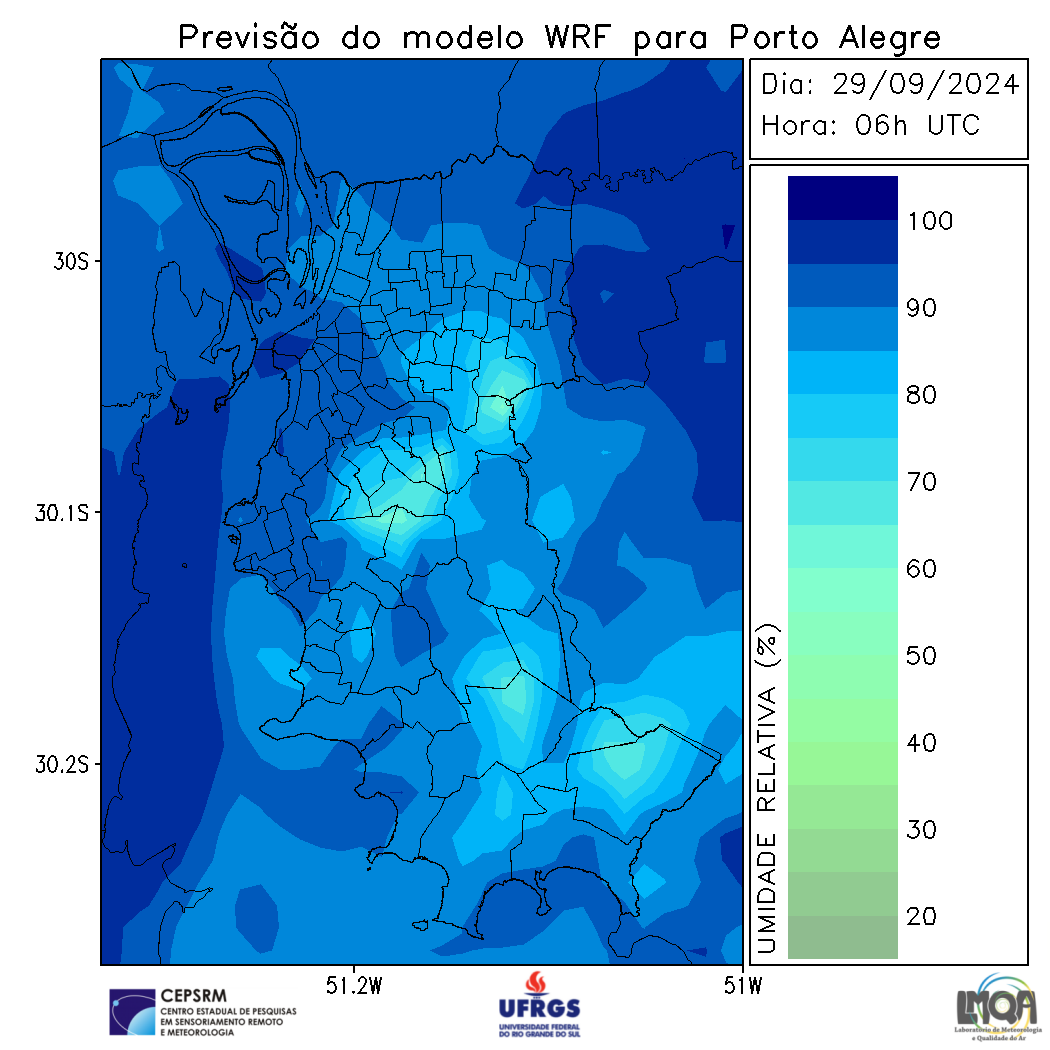 Previsão do modelo WRF para Porto Alegre
Dia: 29/09/2024
Hora: 06h UTC
30S
30.1S
30.2S
51.2W
51W
100
90
80
70
60
50
40
30
20
UMIDADE RELATIVA (%)
CEPSRM
CENTRO ESTADUAL DE PESQUISAS
EM SENSORIAMENTO REMOTO
E METEOROLOGIA
UFRGS
UNIVERSIDADE FEDERAL
DO RIO GRANDE DO SUL
LMQA
Laboratório de Meteorologia
e Qualidade do Ar